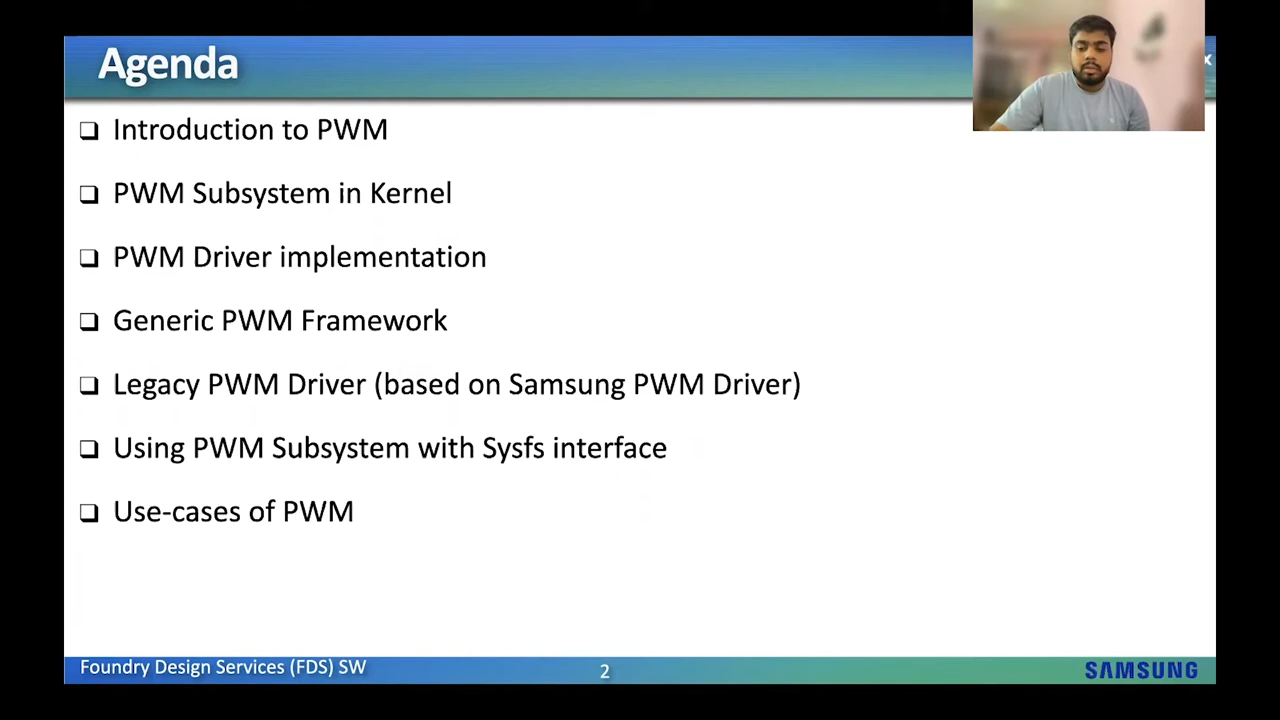 Agenda
x
❑ Introduction to PWM
❑ PWM Subsystem in Kernel
❑ PWM Driver implementation
❑ Generic PWM Framework
❑ Legacy PWM Driver (based on Samsung PWM Driver)
❑ Using PWM Subsystem with Sysfs interface
❑ Use-cases of PWM
Foundry Design Services (FDS) SW
2
SAMSUNG